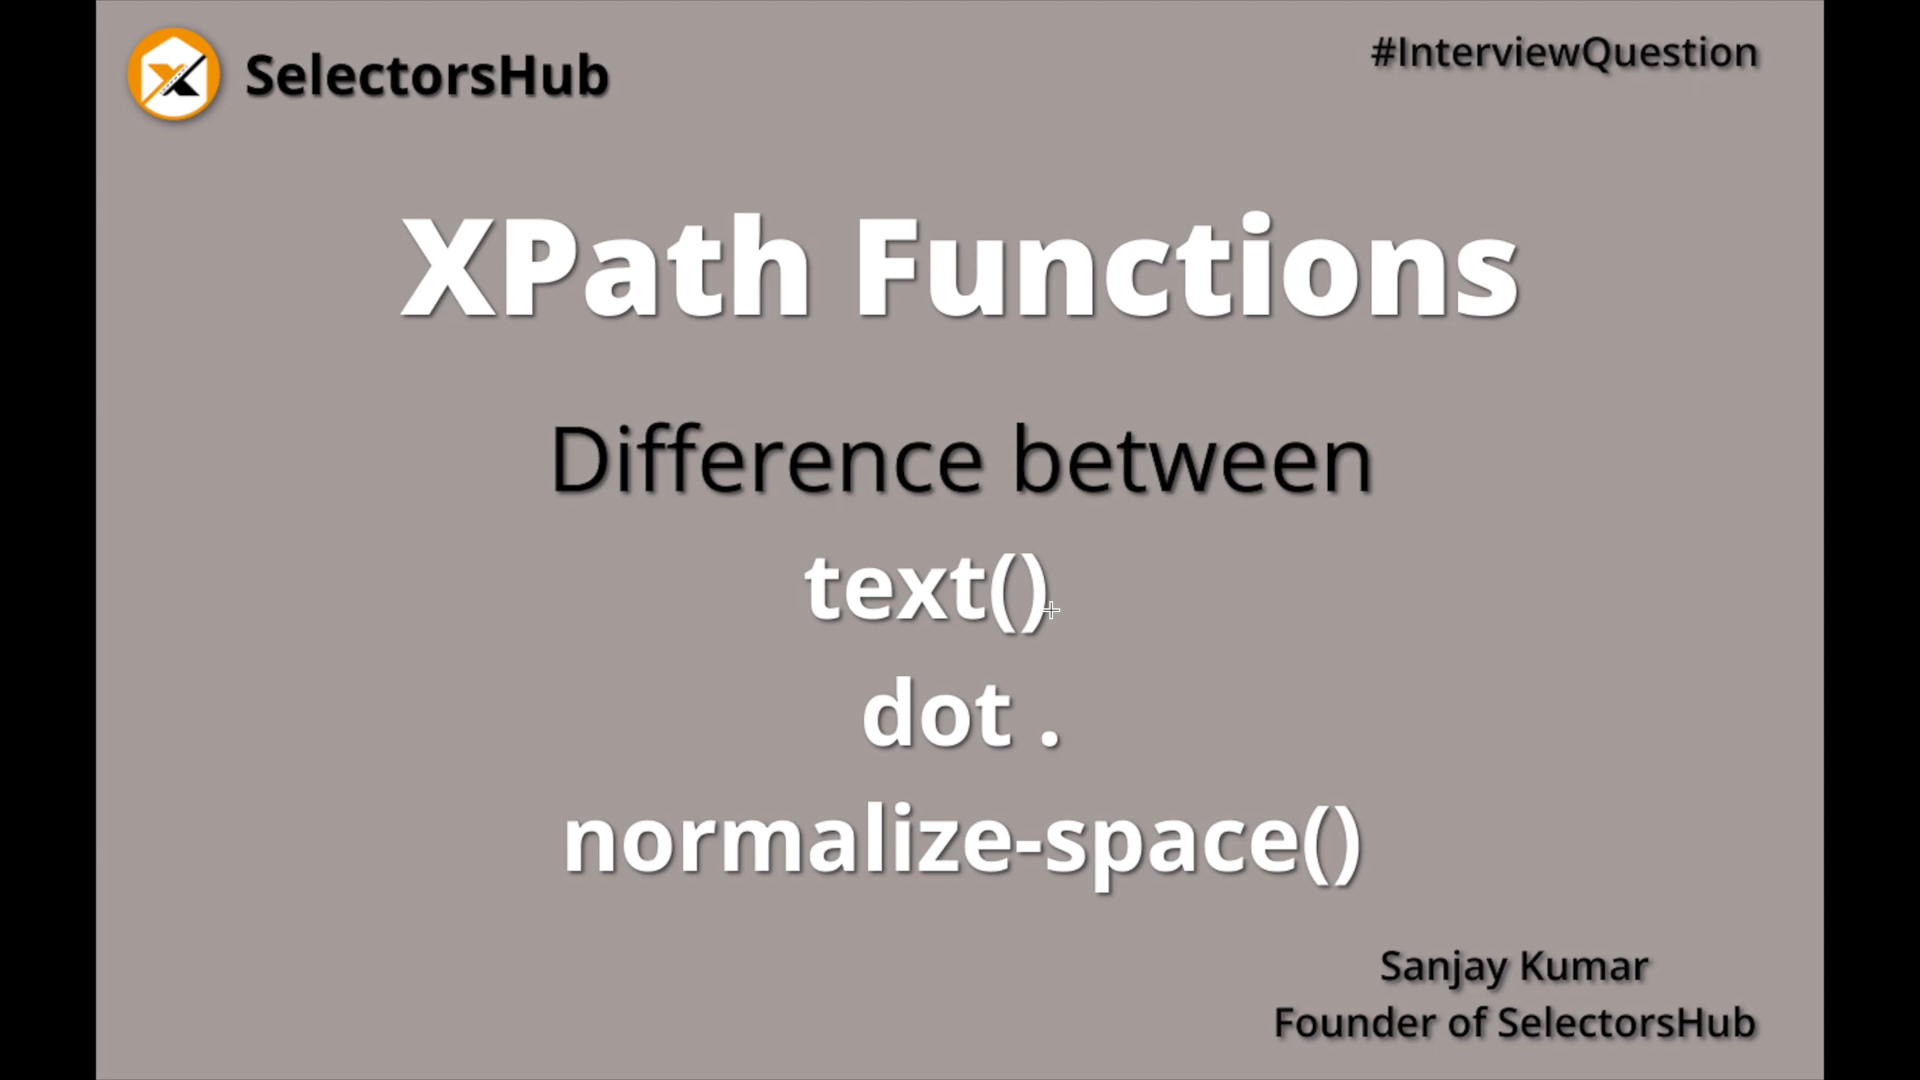 SelectorsHub
#InterviewQuestion
XPath Functions
Difference between
text()
dot .
normalize-space()
Sanjay Kumar
Founder of SelectorsHub